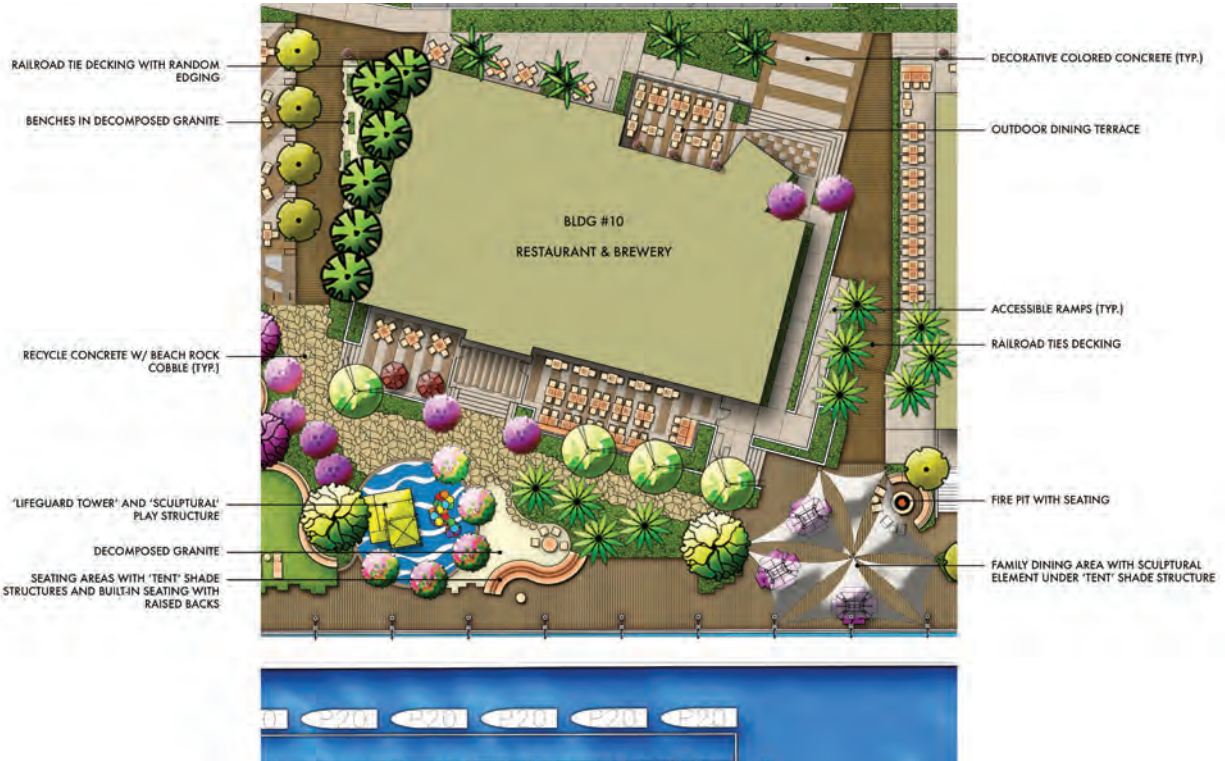 RAILROAD TIE DECKING WITH RANDOM
EDGING
BENCHES IN DECOMPOSED GRANITE
RECYCLE CONCRETE W/ BEACH ROCK
COBBLE (TYP.)
'LIFEGUARD TOWER' AND 'SCULPTURAL'
PLAY STRUCTURE
DECOMPOSED GRANITE
SEATING AREAS WITH 'TENT' SHADE
STRUCTURES AND BUILT-IN SEATING WITH
RAISED BACKS
BLDG #10
RESTAURANT & BREWERY
DECORATIVE COLORED CONCRETE (TYP.)
OUTDOOR DINING TERRACE
ACCESSIBLE RAMPS (TYP.)
RAILROAD TIES DECKING
FIRE PIT WITH SEATING
FAMILY DINING AREA WITH SCULPTURAL
ELEMENT UNDER 'TENT' SHADE STRUCTURE
P20
P20
P20
P20
P20